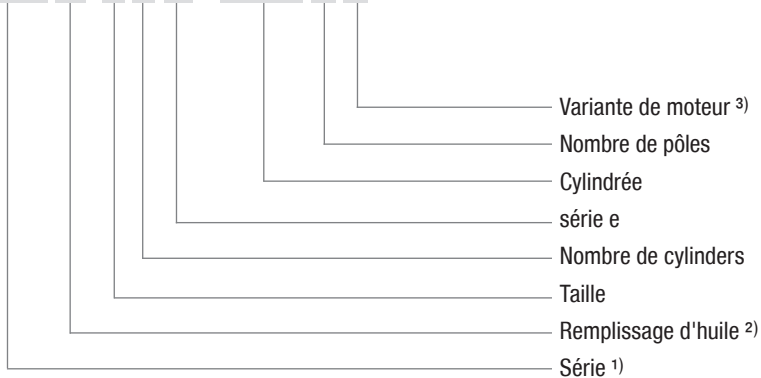 Variante de moteur ³⁾
Nombre de pôles
Cylindrée
série e
Nombre de cylinders
Taille
Remplissage d'huile ²⁾
Série ¹⁾